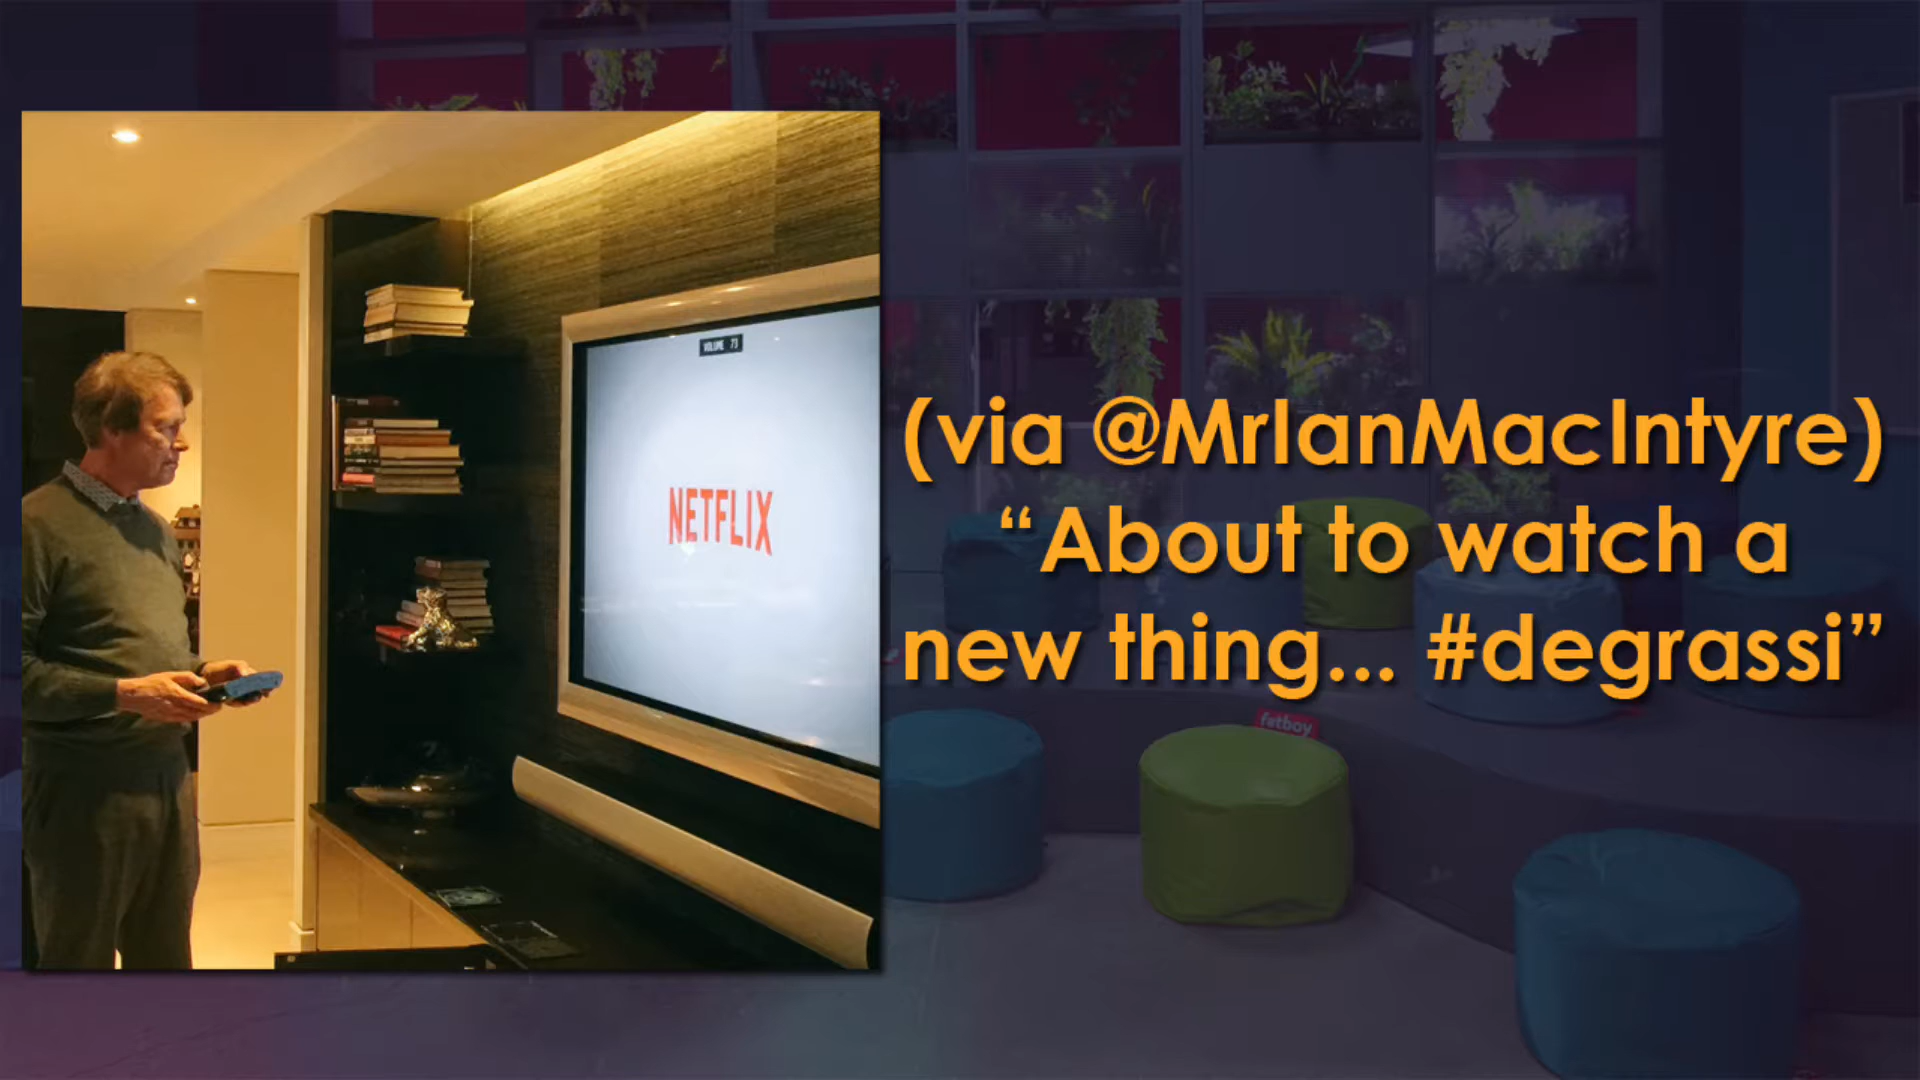 VOLUME 73
NETFLIX
(via @MrIanMacIntyre)
“About to watch a
new thing... #degrassi”
fatboy